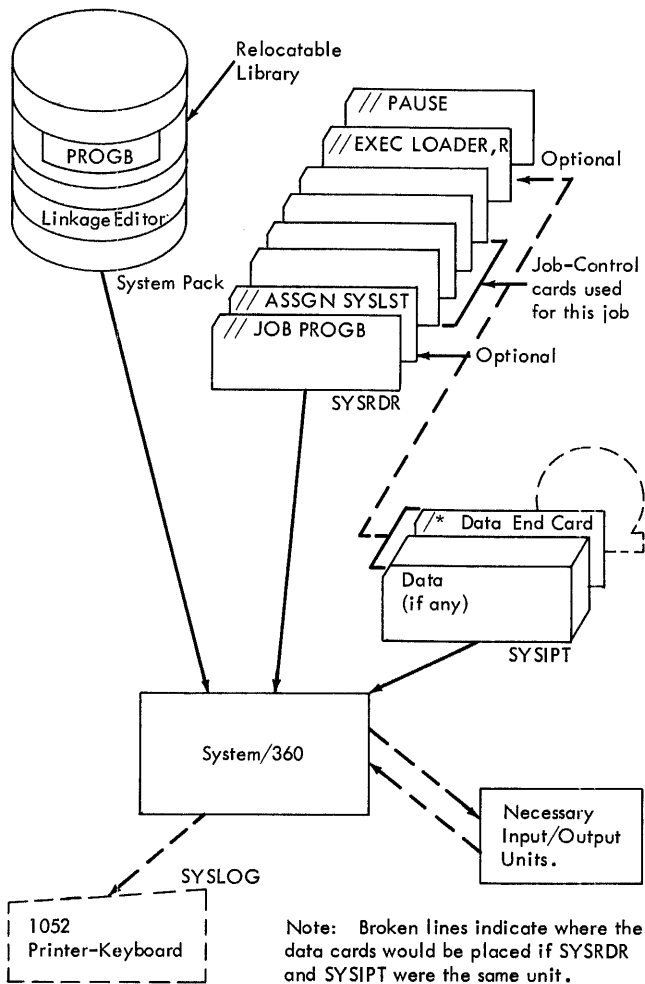 Relocatable
Library
PROGB
Linkage Editor
System Pack
// PAUSE
// EXEC LOADER,R
Optional
Job-Control
cards used
for this job
// ASSGN SYSLST
// JOB PROGB
Optional
SYSRDR
/* Data End Card
Data
(if any)
SYSIPT
System/360
Necessary
Input/Output
Units.
SYSLOG
1052
Printer-Keyboard
Note: Broken lines indicate where the
data cards would be placed if SYSRDR
and SYSIPT were the same unit.